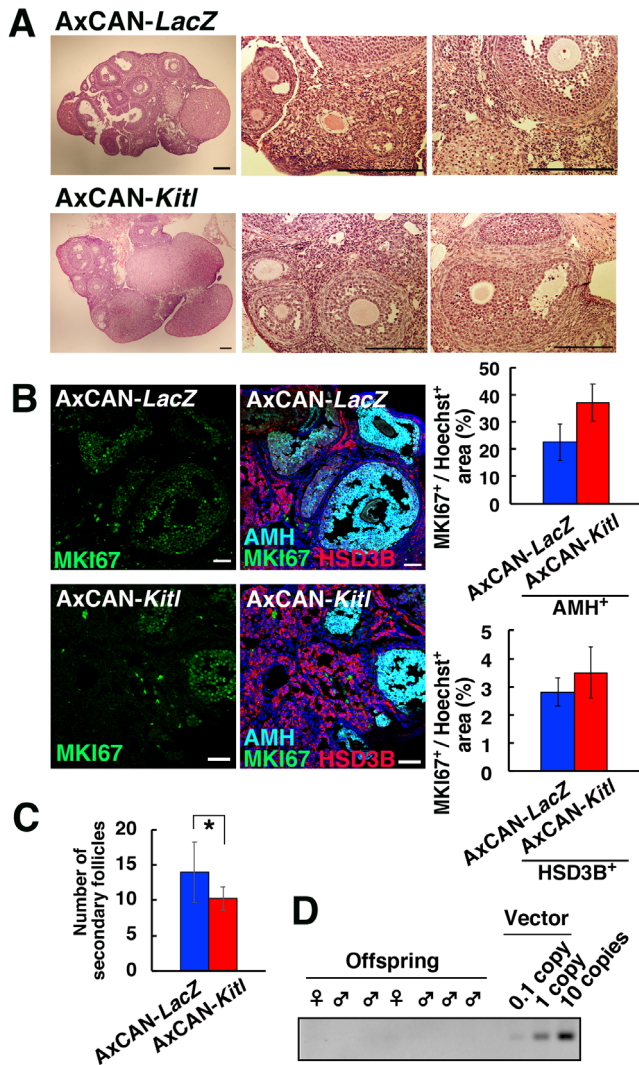 A
AxCAN-LacZ
AxCAN-Kitl
B
AxCAN-LacZ
MKI67
AxCAN-LacZ
AMH
MKI67 HSD3B
AxCAN-Kitl
MKI67
AxCAN-Kitl
AMH
MKI67 HSD3B
MKI67⁺ / Hoechst⁺
area (%)
50
40
30
20
10
0
AxCAN-LacZ
AxCAN-Kitl
AMH⁺
MKI67⁺ / Hoechst⁺
area (%)
5
4
3
2
1
0
AxCAN-LacZ
AxCAN-Kitl
HSD3B⁺
C
Number of
secondary follicles
20
15
10
5
0
*
AxCAN-LacZ
AxCAN-Kitl
D
Offspring
♀ ♂ ♂ ♀ ♂ ♂ ♂
Vector
0·1 copy
1 copy
10 copies